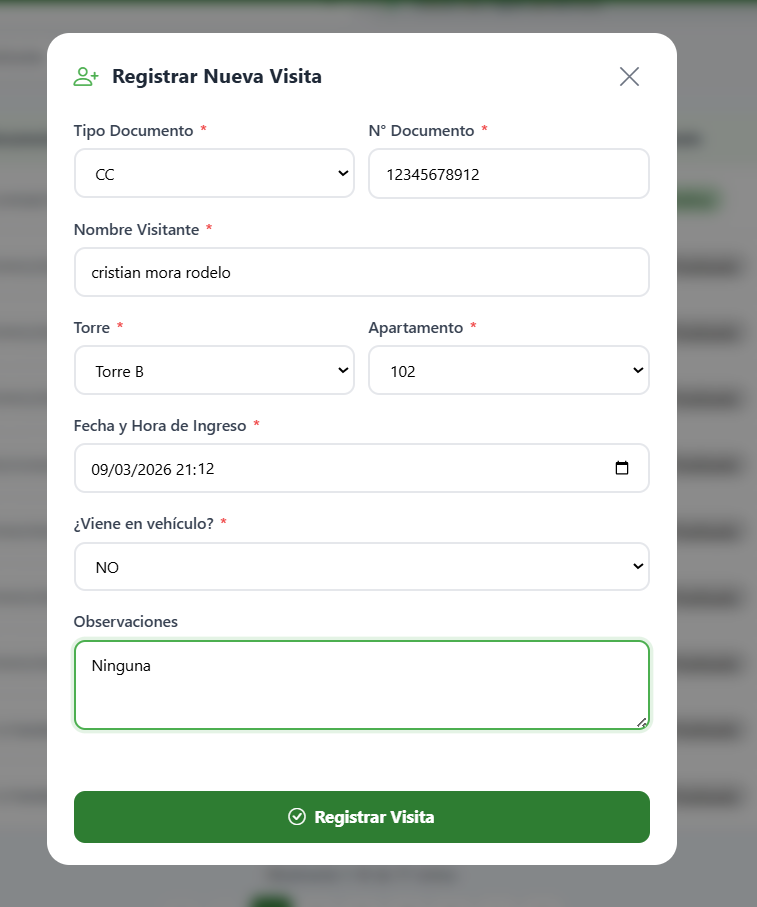 Registrar Nueva Visita
Tipo Documento * N° Documento *
CC 12345678912
Nombre Visitante *
cristian mora rodelo
Torre * Apartamento *
Torre B 102
Fecha y Hora de Ingreso *
09/03/2026 21:12
¿Viene en vehículo? *
NO
Observaciones
Ninguna
Registrar Visita